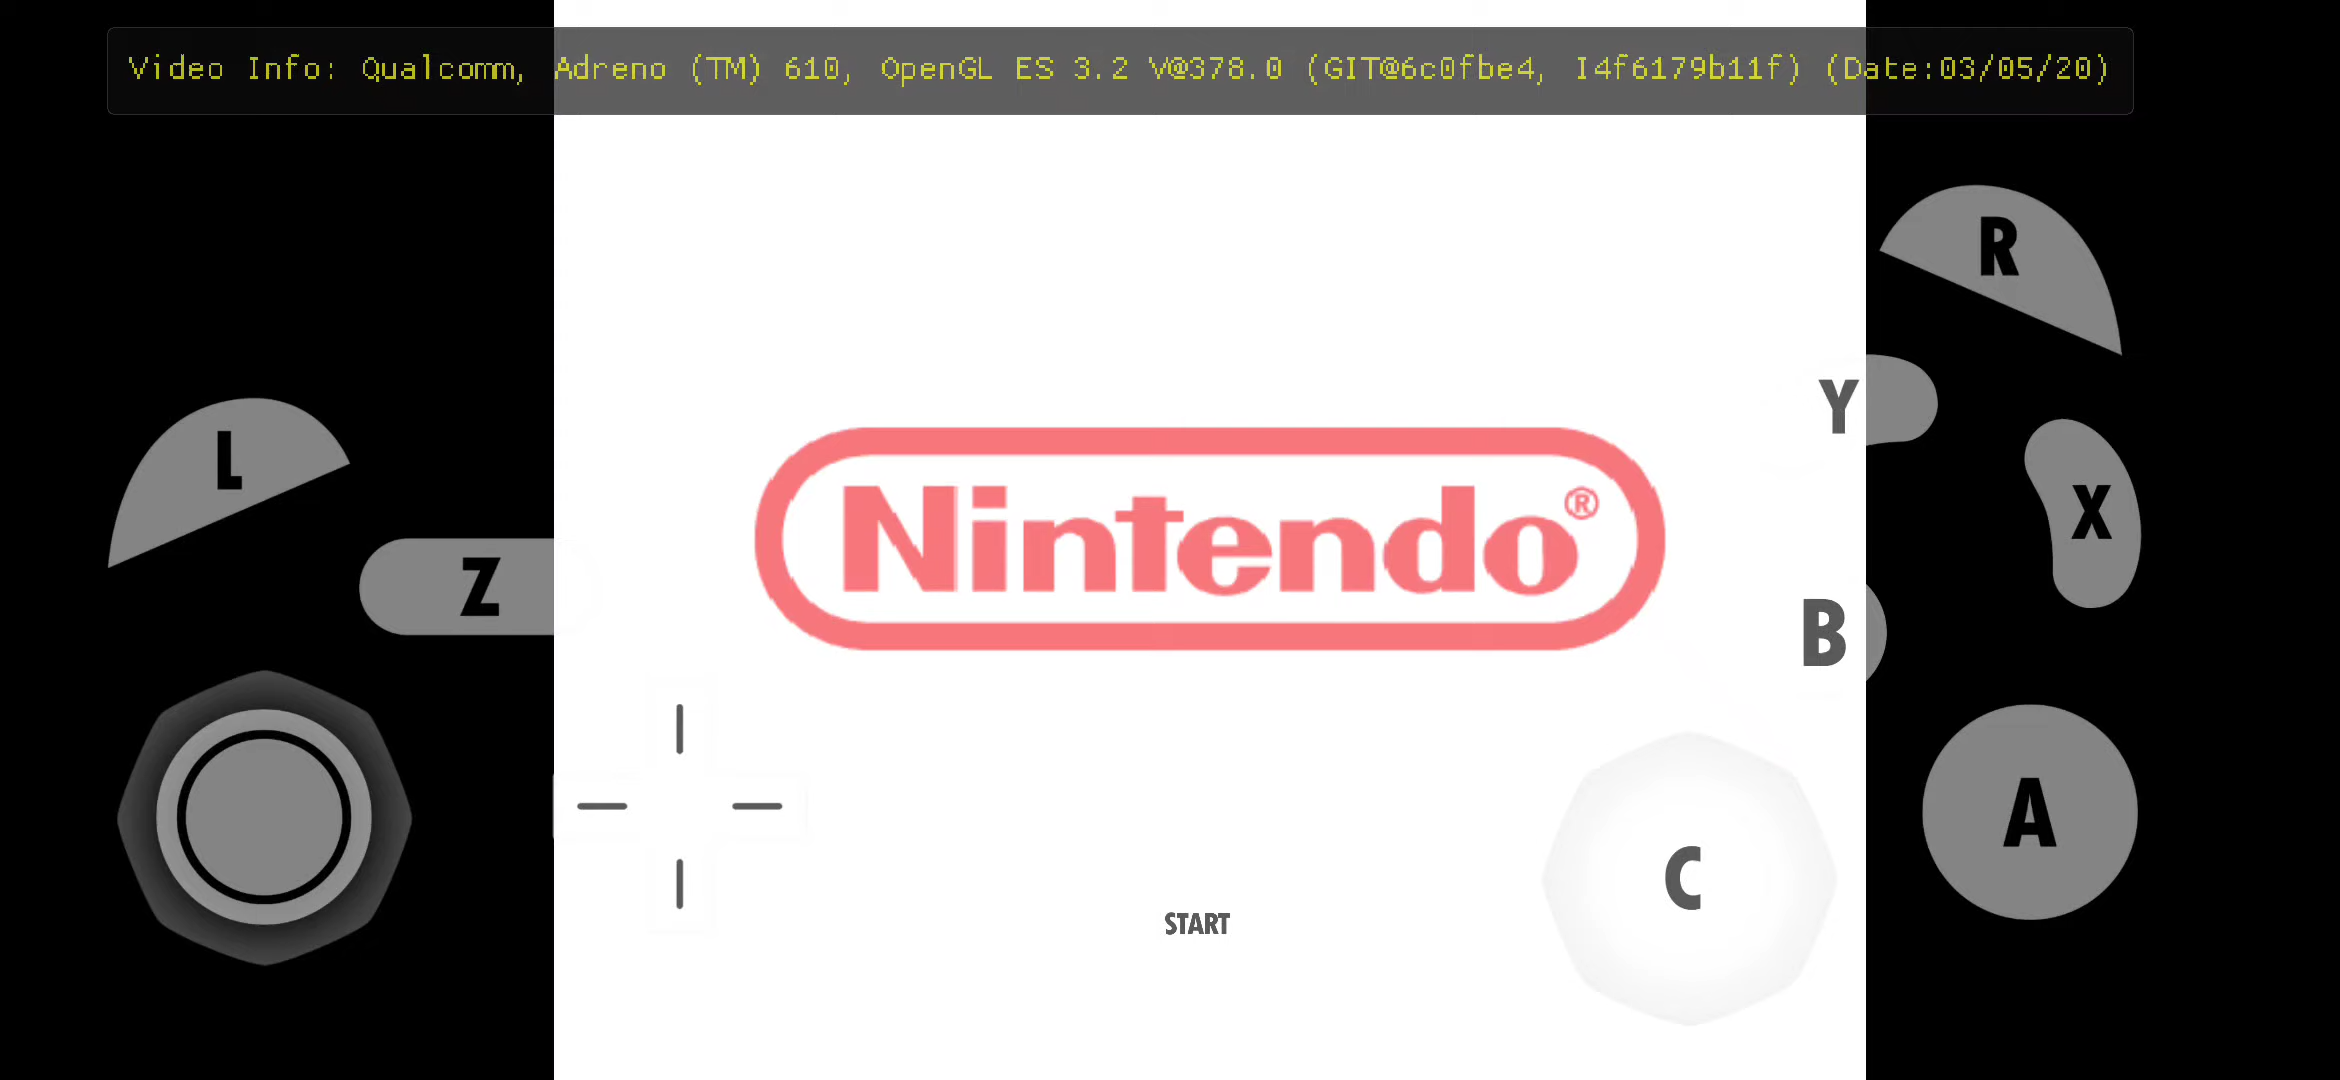 Video Info: Qualcomm, Adreno (TM) 610, OpenGL ES 3.2 V@378.0 (GIT@6c0fbe4, I4f6179b11f) (Date:03/05/20)
R
Y
L
Nintendo®
X
Z
B
A
C
START